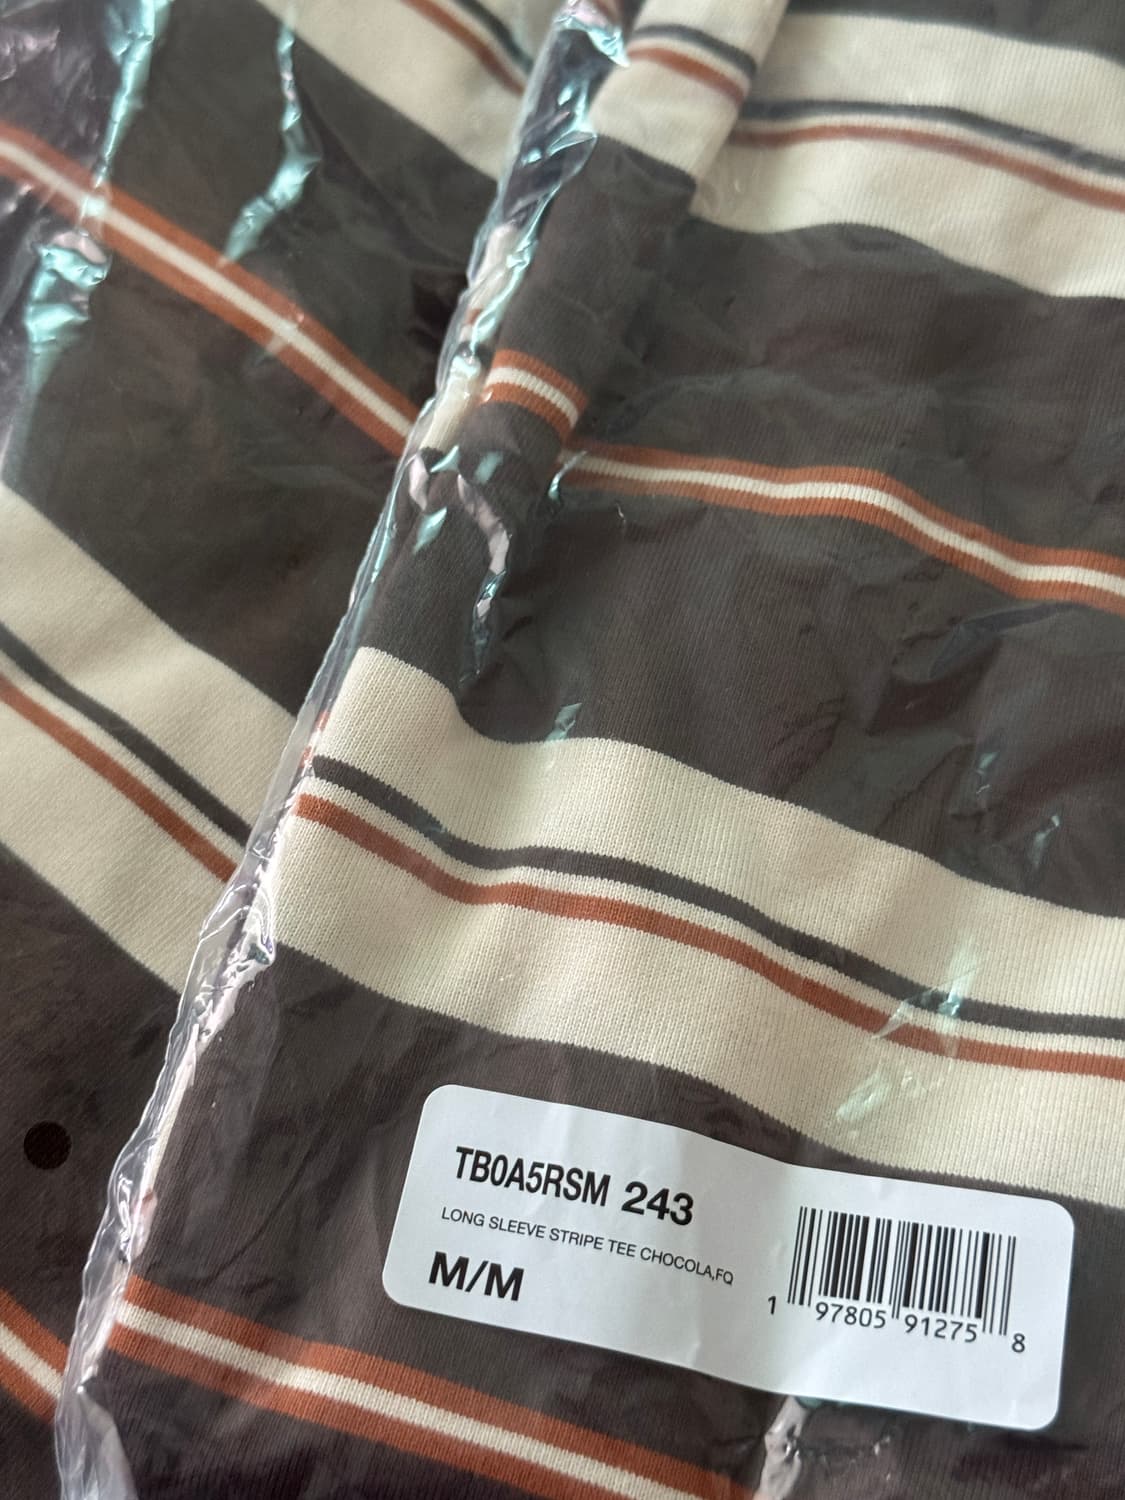 TB0A5RSM 243
LONG SLEEVE STRIPE TEE CHOCOLA,FQ
M/M
1 97805 91275 8